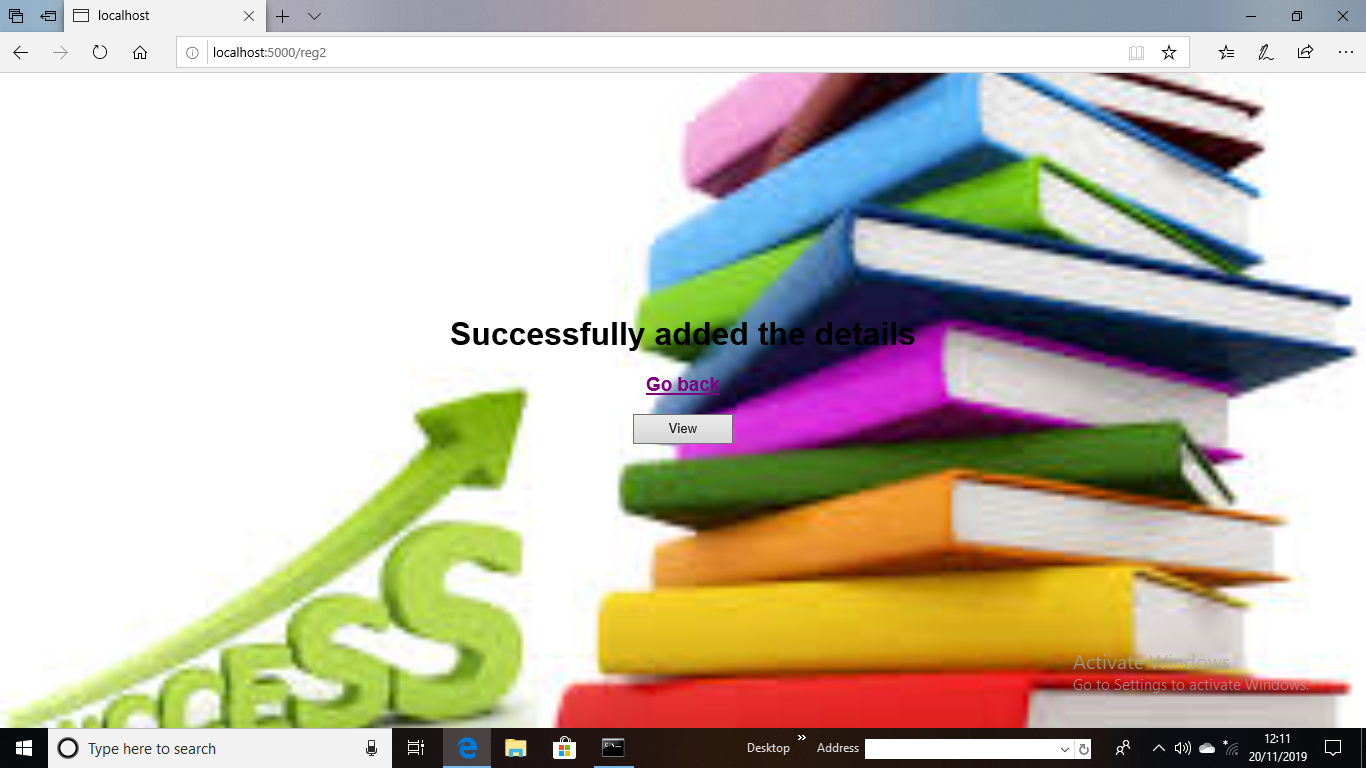 localhost
localhost:5000/reg2
Successfully added the details
Go back
View
SUCCESS
Activate Windows
Go to Settings to activate Windows.
Type here to search
Desktop
Address
12:11
20/11/2019